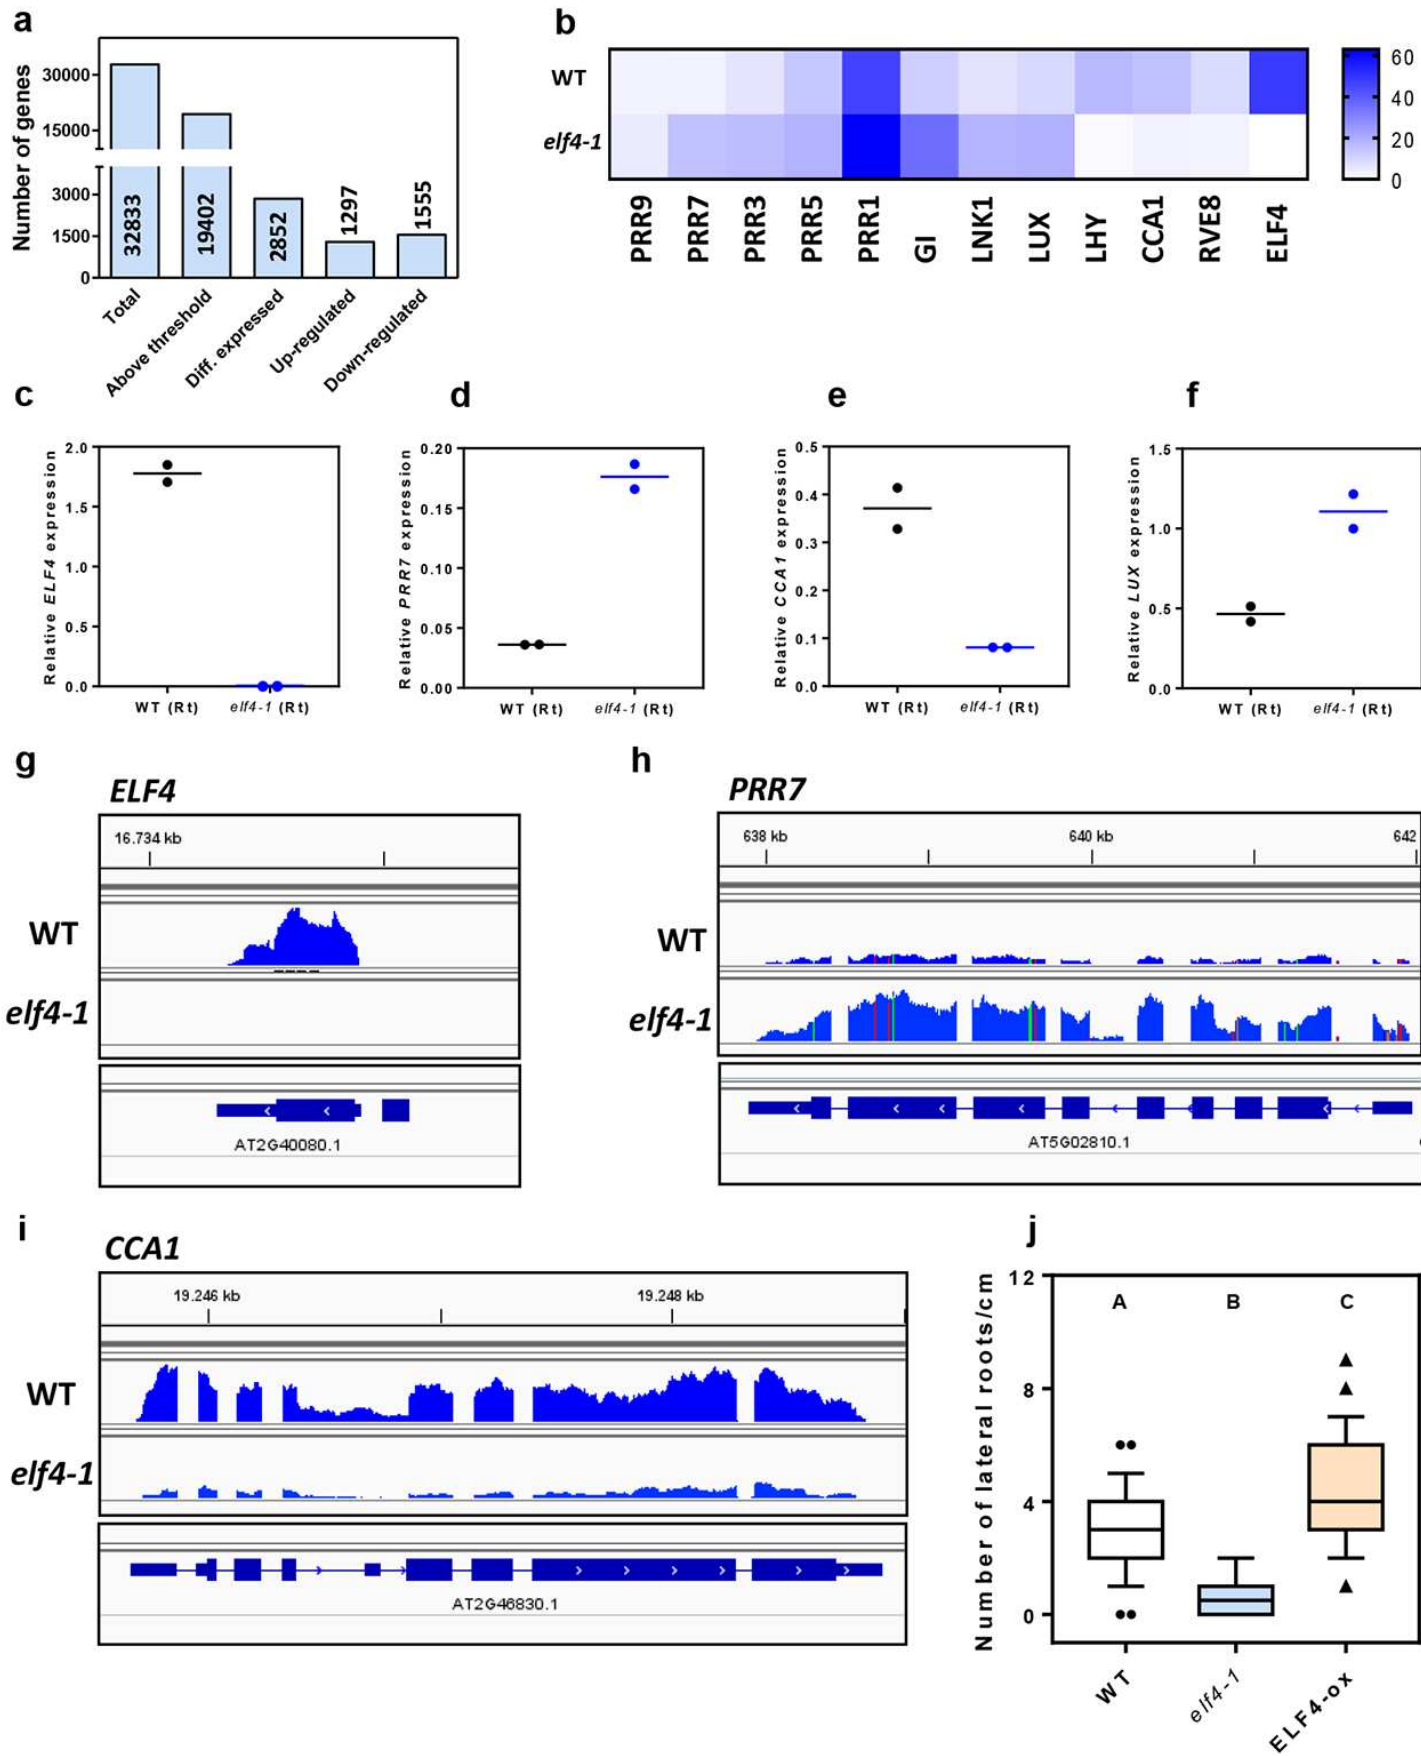 a
Number of genes
30000
15000
3000
1500
0
32833
19402
2852
1297
1555
Total
Above threshold
Diff. expressed
Up-regulated
Down-regulated
b
WT
elf4-1
PRR9
PRR7
PRR3
PRR5
PRR1
GI
LNK1
LUX
LHY
CCA1
RVE8
ELF4
60
40
20
0
c
Relative ELF4 expression
2.0
1.5
1.0
0.5
0.0
WT (Rt)
elf4-1 (Rt)
d
Relative PRR7 expression
0.20
0.15
0.10
0.05
0.00
WT (Rt)
elf4-1 (Rt)
e
Relative CCA1 expression
0.5
0.4
0.3
0.2
0.1
0.0
WT (Rt)
elf4-1 (Rt)
f
Relative LUX expression
1.5
1.0
0.5
0.0
WT (Rt)
elf4-1 (Rt)
g
ELF4
16.734 kb
WT
elf4-1
AT2G40080.1
h
PRR7
638 kb
640 kb
642
WT
elf4-1
AT5G02810.1
i
CCA1
19.246 kb
19.248 kb
WT
elf4-1
AT2G46830.1
j
Number of lateral roots/cm
12
8
4
0
A
B
C
WT
elf4-1
ELF4-ox